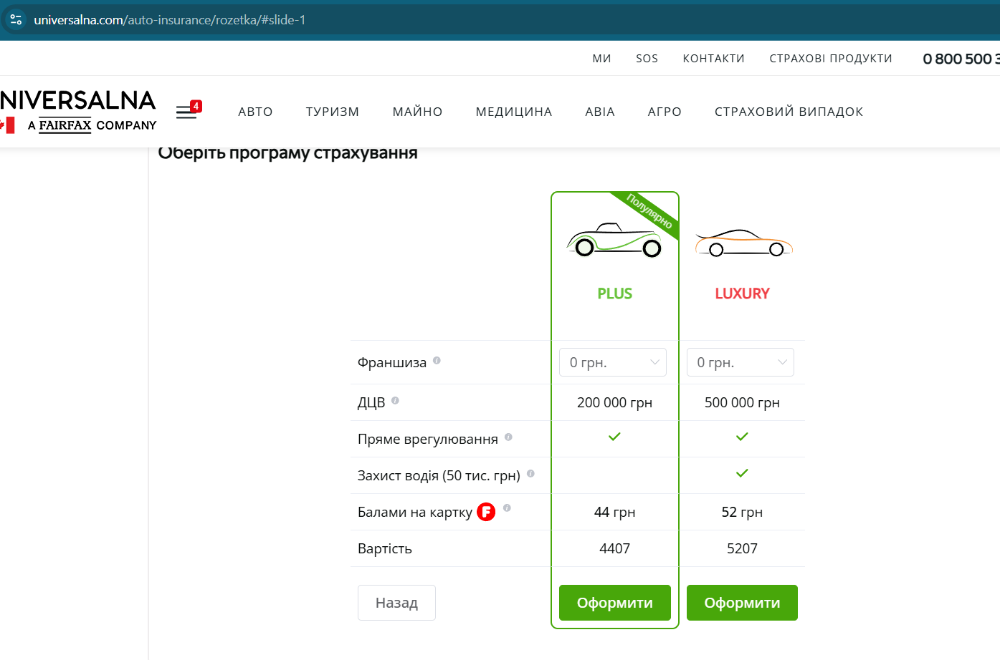 universalna.com/auto-insurance/rozetka/#slide-1
МИ SOS КОНТАКТИ СТРАХОВІ ПРОДУКТИ 0 800 500 3
NIVERSALNA
A FAIRFAX COMPANY
4
АВТО ТУРИЗМ МАЙНО МЕДИЦИНА АВІА АГРО СТРАХОВИЙ ВИПАДОК
Оберіть програму страхування
Популярно
PLUS LUXURY
Франшиза 0 грн. 0 грн.
ДЦВ 200 000 грн 500 000 грн
Пряме врегулювання
Захист водія (50 тис. грн)
Балами на картку F 44 грн 52 грн
Вартість 4407 5207
Назад Оформити Оформити